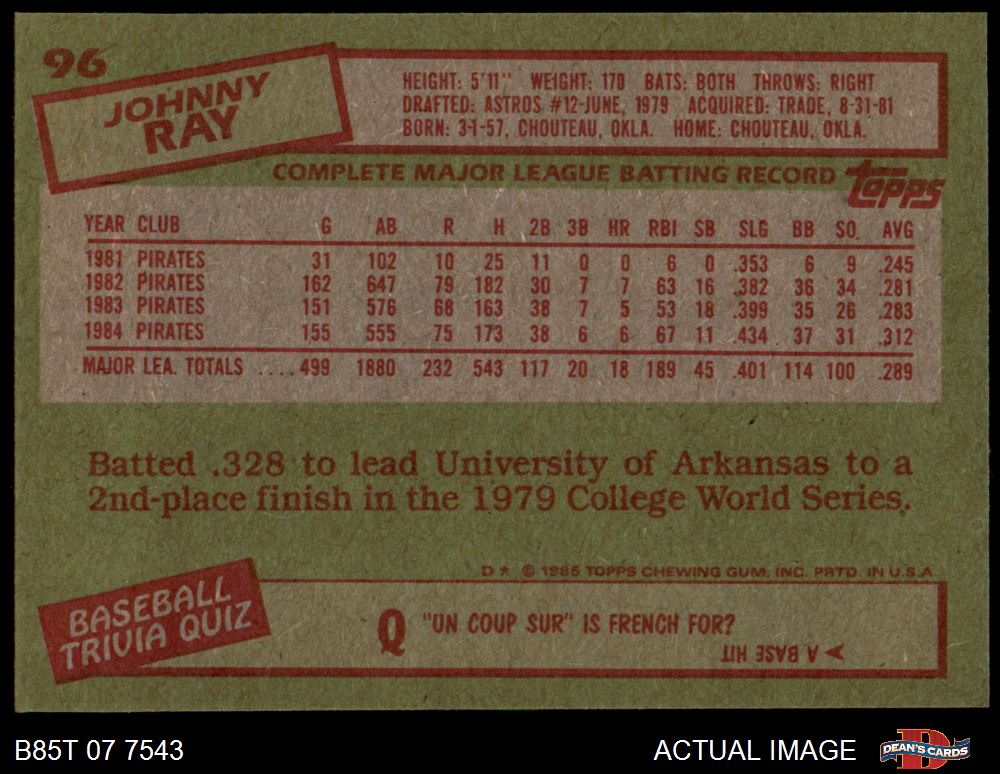 96
JOHNNY
RAY
HEIGHT: 5'11" WEIGHT: 170 BATS: BOTH THROWS: RIGHT
DRAFTED: ASTROS #12-JUNE, 1979 ACQUIRED: TRADE, 8-31-81
BORN: 3-1-57, CHOUTEAU, OKLA. HOME: CHOUTEAU, OKLA.
COMPLETE MAJOR LEAGUE BATTING RECORD topps
YEAR CLUB G AB R H 2B 3B HR RBI SB SLG BB SO. AVG
1981 PIRATES 31 102 10 25 11 0 0 6 0 .353 6 9 .245
1982 PIRATES 162 647 79 182 30 7 7 63 16 .382 36 34 .281
1983 PIRATES 151 576 68 163 38 7 5 53 18 .399 35 26 .283
1984 PIRATES 155 555 75 173 38 6 6 67 11 .434 37 31 .312
MAJOR LEA. TOTALS ....499 1880 232 543 117 20 18 189 45 .401 114 100 .289
Batted .328 to lead University of Arkansas to a
2nd-place finish in the 1979 College World Series.
D* © 1985 TOPPS CHEWING GUM, INC. PRTD. IN U.S.A
BASEBALL
TRIVIA QUIZ
Q "UN COUP SUR" IS FRENCH FOR?
A BASE HIT
B85T 07 7543
ACTUAL IMAGE
D
DEAN'S CARDS